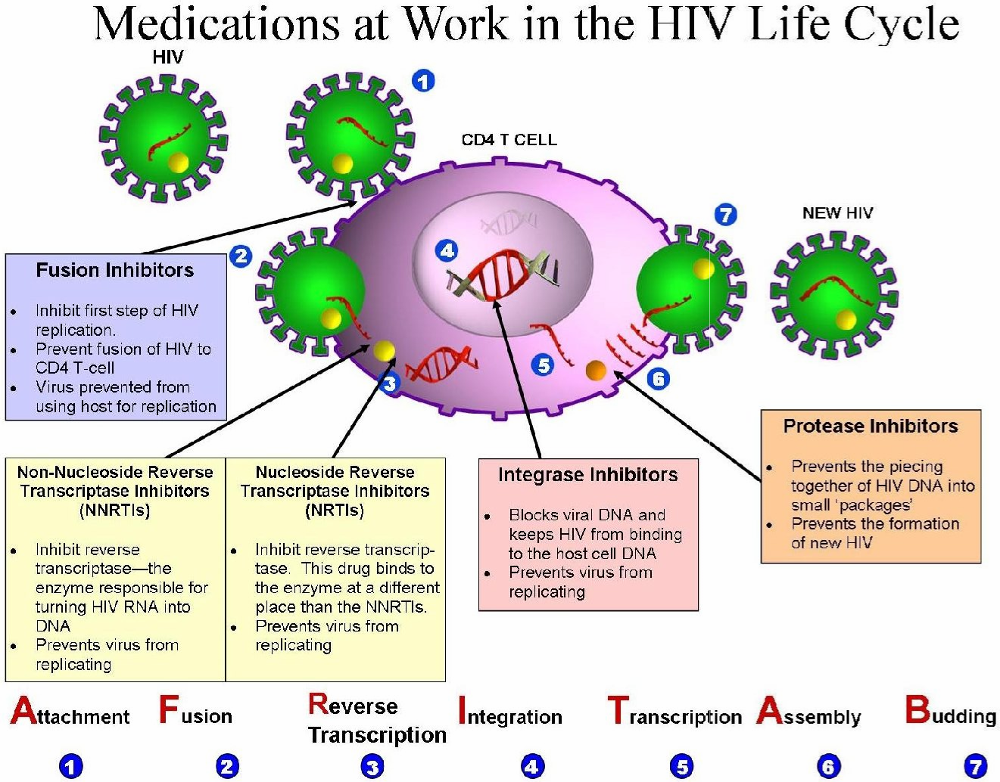 Medications at Work in the HIV Life Cycle
HIV
1
CD4 T CELL
2
4
7
NEW HIV
3
5
6
Fusion Inhibitors
• Inhibit first step of HIV
replication.
• Prevent fusion of HIV to
CD4 T-cell
• Virus prevented from
using host for replication
Non-Nucleoside Reverse
Transcriptase Inhibitors
(NNRTIs)
• Inhibit reverse
transcriptase—the
enzyme responsible for
turning HIV RNA into
DNA
• Prevents virus from
replicating
Nucleoside Reverse
Transcriptase Inhibitors
(NRTIs)
• Inhibit reverse transcrip-
tase. This drug binds to
the enzyme at a different
place than the NNRTIs.
• Prevents virus from
replicating
Integrase Inhibitors
• Blocks viral DNA and
keeps HIV from binding
to the host cell DNA
• Prevents virus from
replicating
Protease Inhibitors
• Prevents the piecing
together of HIV DNA into
small ‘packages’
• Prevents the formation
of new HIV
Attachment
Fusion
Reverse
Transcription
Integration
Transcription
Assembly
Budding
1
2
3
4
5
6
7